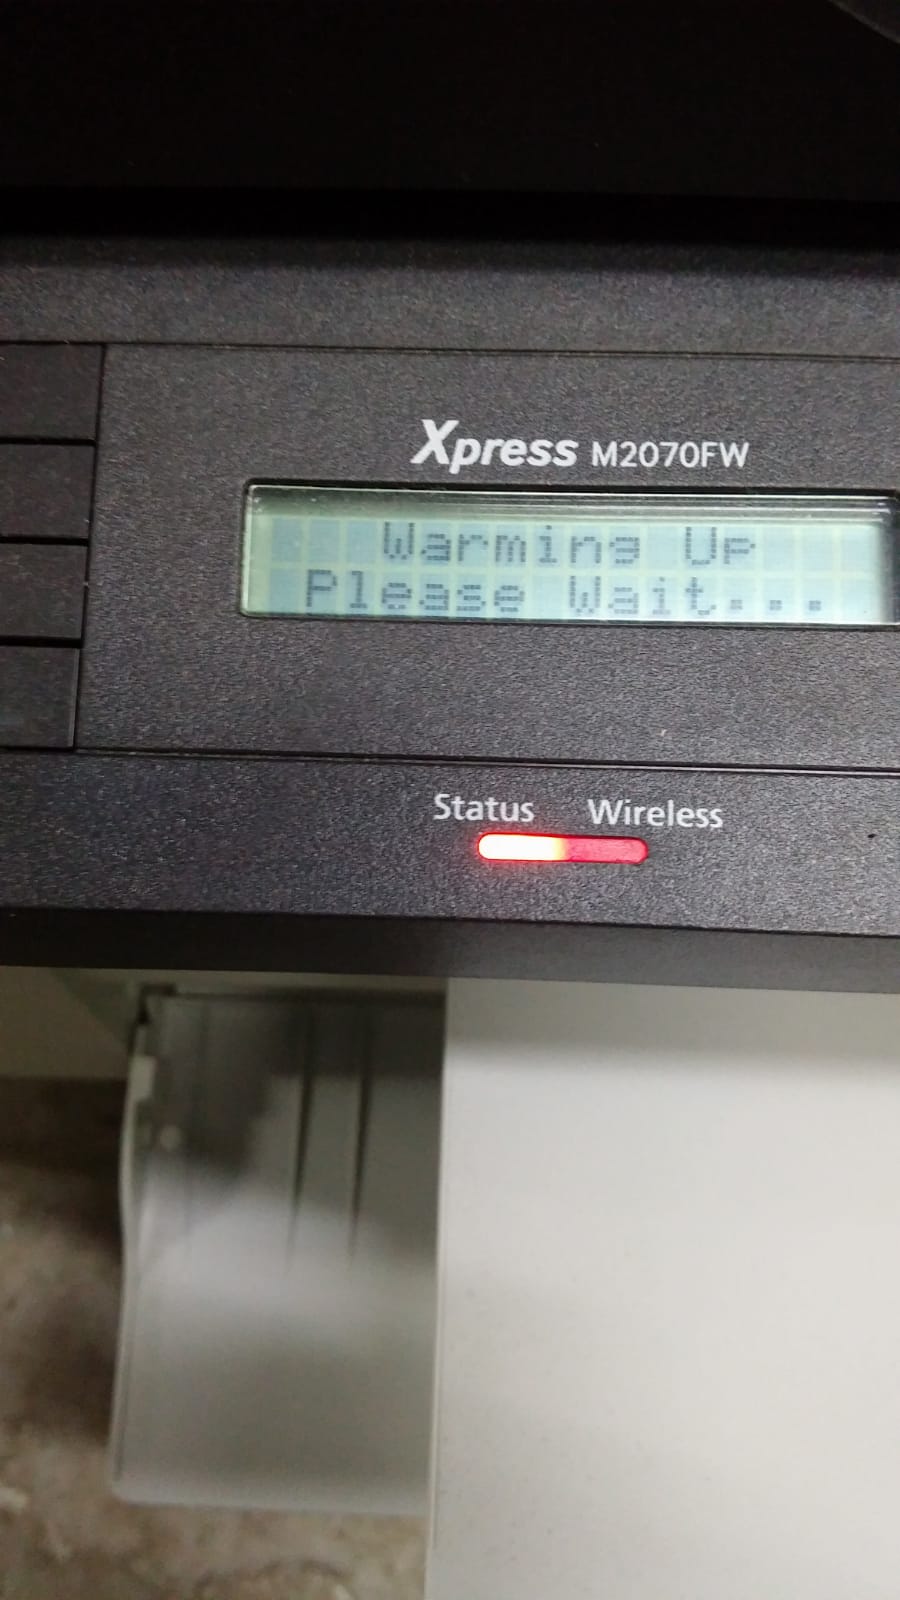 Xpress M2070FW
Warming Up
Please Wait...
Status Wireless